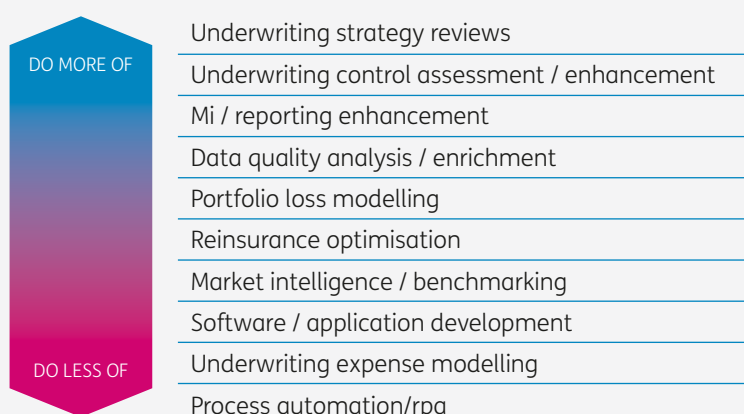 DO MORE OF
Underwriting strategy reviews
Underwriting control assessment / enhancement
Mi / reporting enhancement
Data quality analysis / enrichment
Portfolio loss modelling
Reinsurance optimisation
Market intelligence / benchmarking
Software / application development
DO LESS OF
Underwriting expense modelling
Process automation/rpa